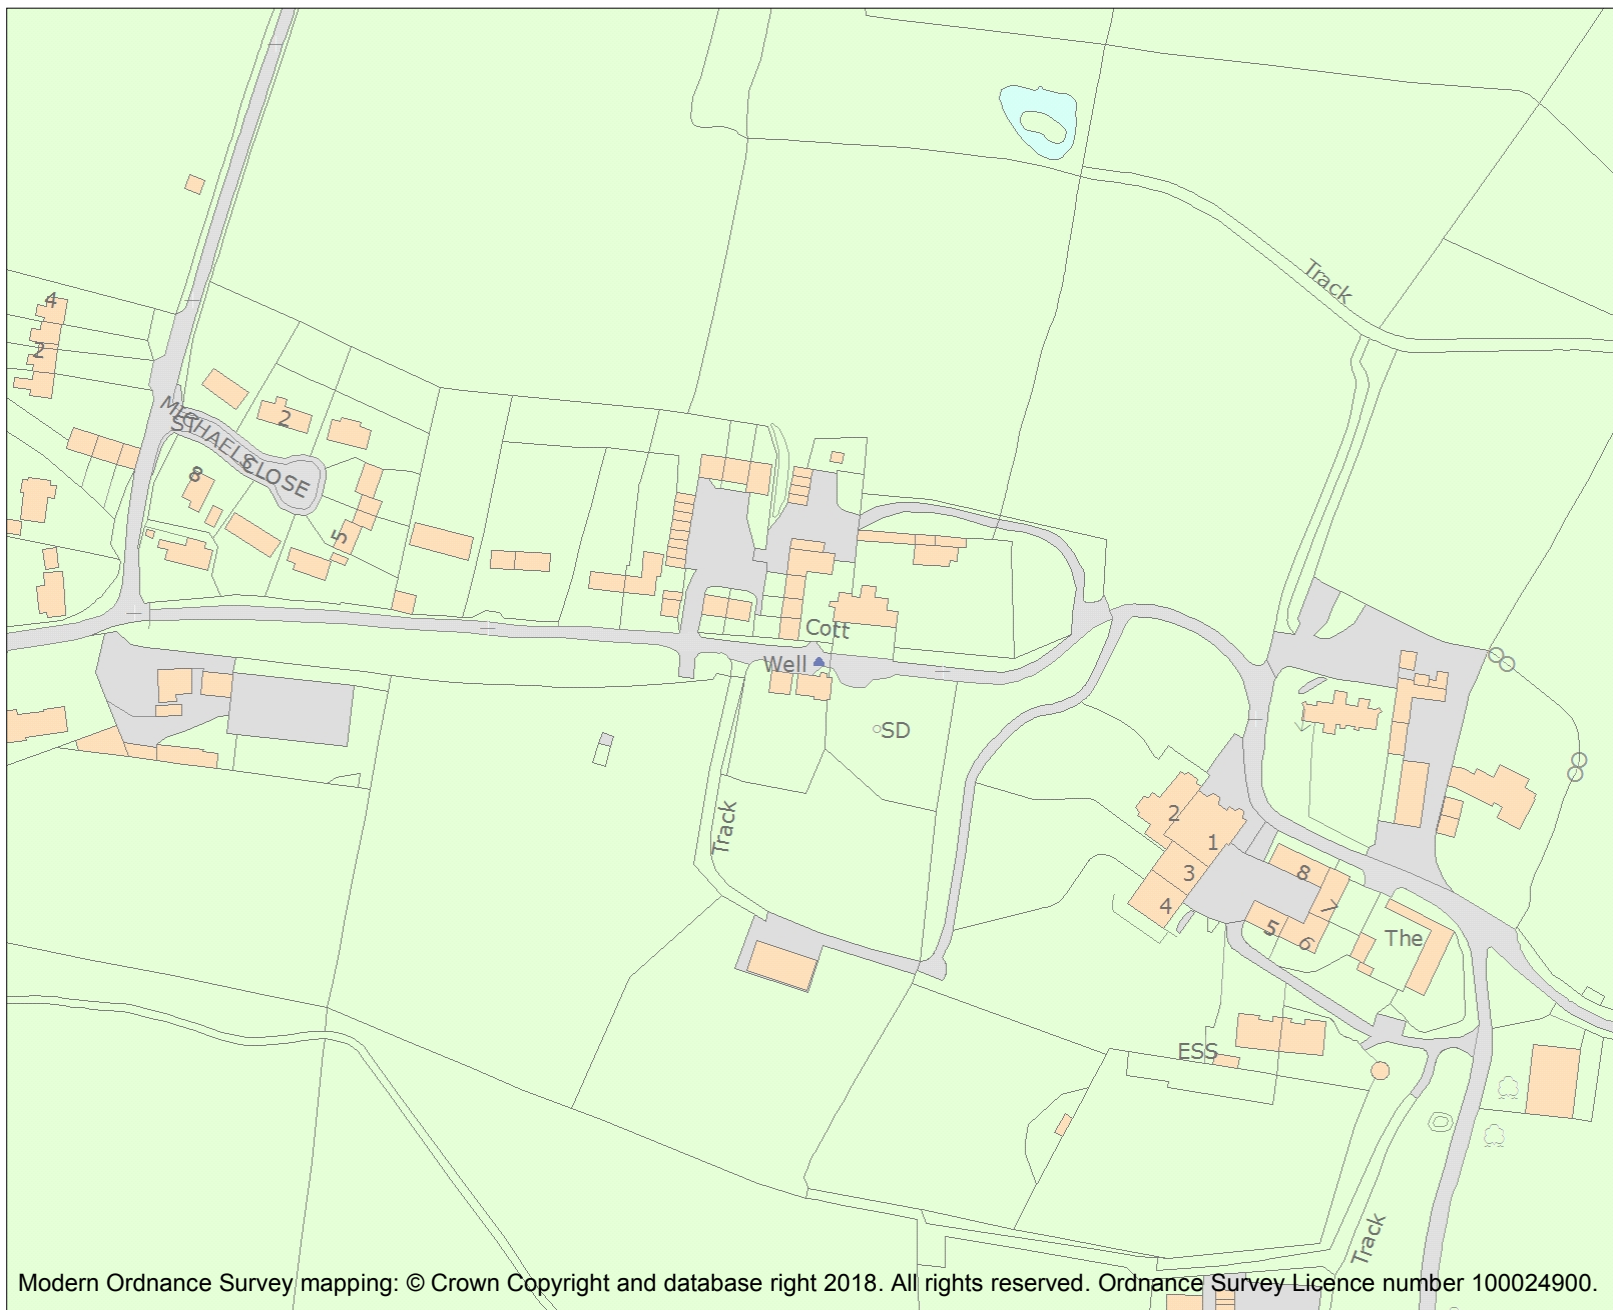 Track
4
2
2
ST
MICHAELS CLOSE
6
8
5
Cott
Well
SD
Track
2
1
3
4
8
7
5
6
The
ESS
Track
Modern Ordnance Survey mapping: © Crown Copyright and database right 2018. All rights reserved. Ordnance Survey Licence number 100024900.